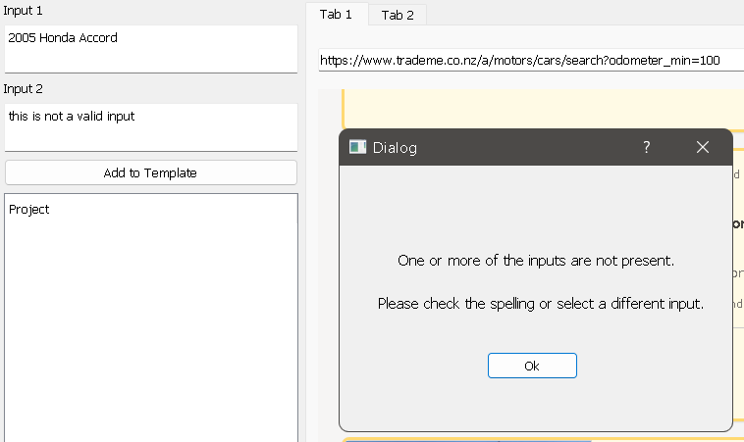 Input 1
2005 Honda Accord
Input 2
this is not a valid input
Add to Template
Project
Tab 1
Tab 2
https://www.trademe.co.nz/a/motors/cars/search?odometer_min=100
Dialog
?
One or more of the inputs are not present.
Please check the spelling or select a different input.
Ok